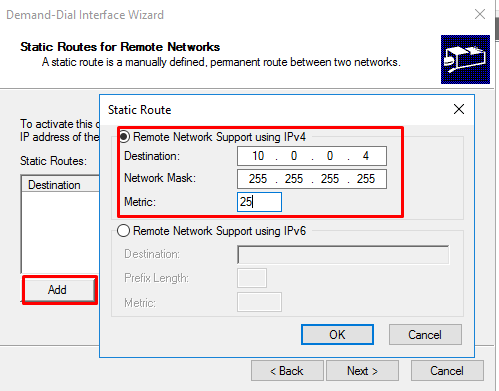 Demand-Dial Interface Wizard
Static Routes for Remote Networks
A static route is a manually defined, permanent route between two networks.
To activate this c
IP address of the
Static Routes:
Destination
Add
Static Route
Remote Network Support using IPv4
Destination: 10 . 0 . 0 . 4
Network Mask: 255 . 255 . 255 . 255
Metric: 25
Remote Network Support using IPv6
Destination:
Prefix Length:
Metric:
OK Cancel
< Back Next > Cancel